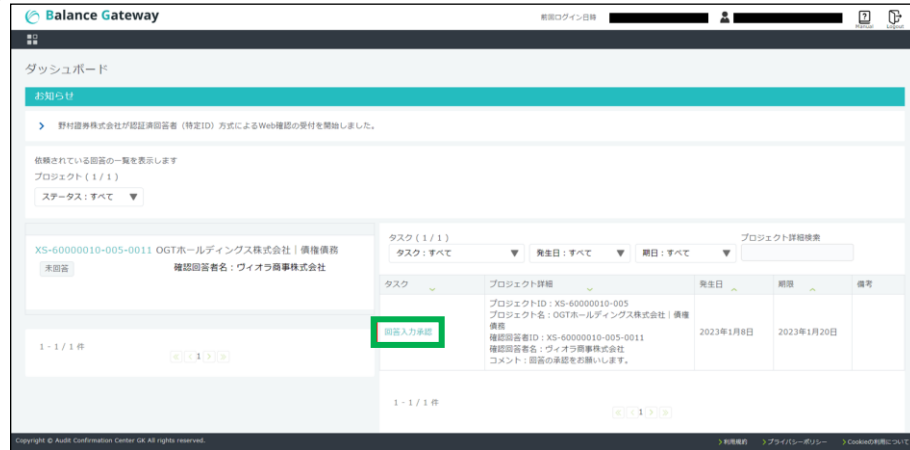 Balance Gateway
前回ログイン日時
Manual
Logout
ダッシュボード
お知らせ
野村證券株式会社が認証済回答者（特定ID）方式によるWeb確認の受付を開始しました。
依頼されている回答の一覧を表示します
プロジェクト ( 1 / 1 )
ステータス：すべて ▼
XS-60000010-005-0011 OGTホールディングス株式会社｜債権債務
未回答
確認回答者名：ヴィオラ商事株式会社
1 - 1 / 1 件
« ‹ 1 › »
タスク ( 1 / 1 )
プロジェクト詳細検索
タスク：すべて ▼ 発生日：すべて ▼ 期日：すべて ▼
タスク プロジェクト詳細 発生日 期限 備考
回答入力承認
プロジェクトID：XS-60000010-005
プロジェクト名：OGTホールディングス株式会社｜債権
債務
確認回答者ID：XS-60000010-005-0011
確認回答者名：ヴィオラ商事株式会社
コメント：回答の承認をお願いします。
2023年1月8日
2023年1月20日
1 - 1 / 1 件
« ‹ 1 › »
Copyright © Audit Confirmation Center GK All rights reserved.
利用規約 プライバシーポリシー Cookieの利用について